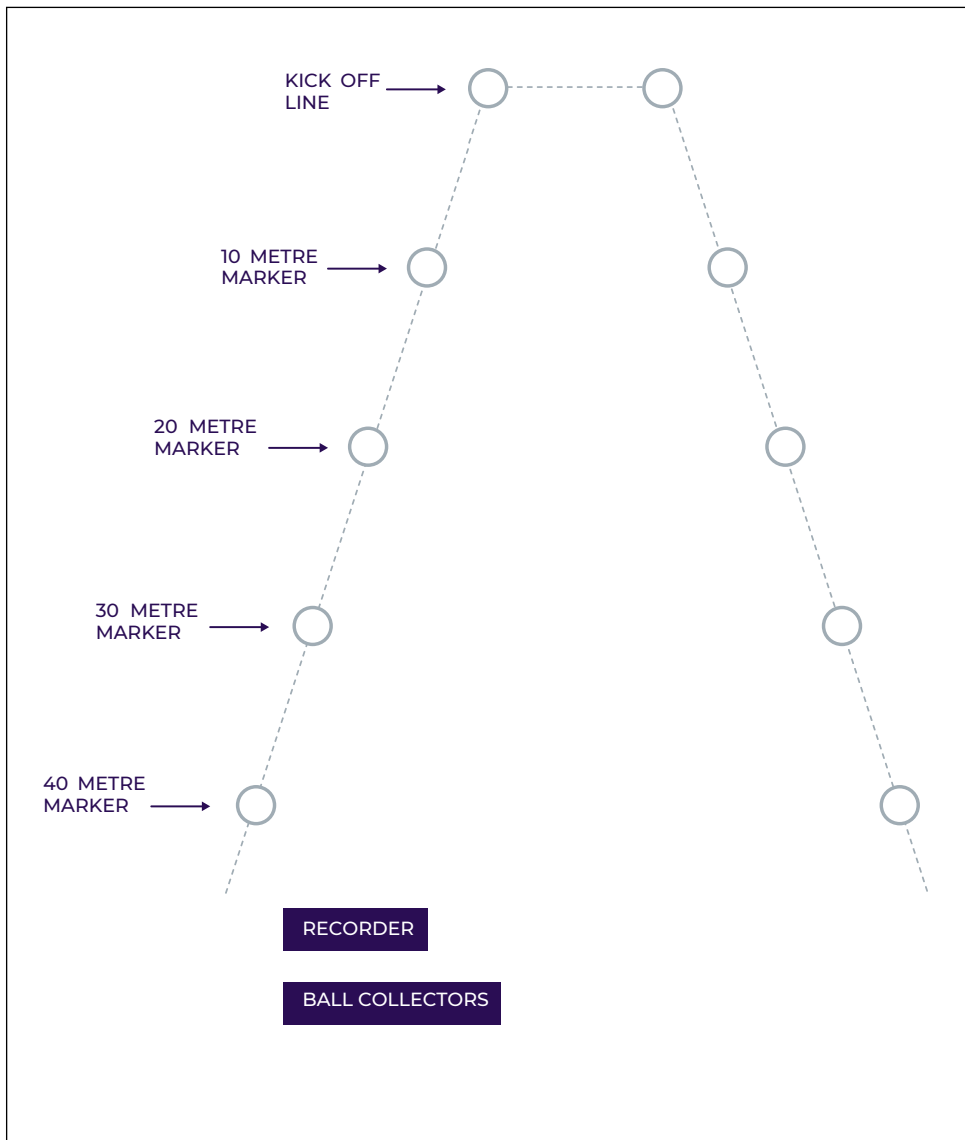 KICK OFF
LINE
10 METRE
MARKER
20 METRE
MARKER
30 METRE
MARKER
40 METRE
MARKER
RECORDER
BALL COLLECTORS